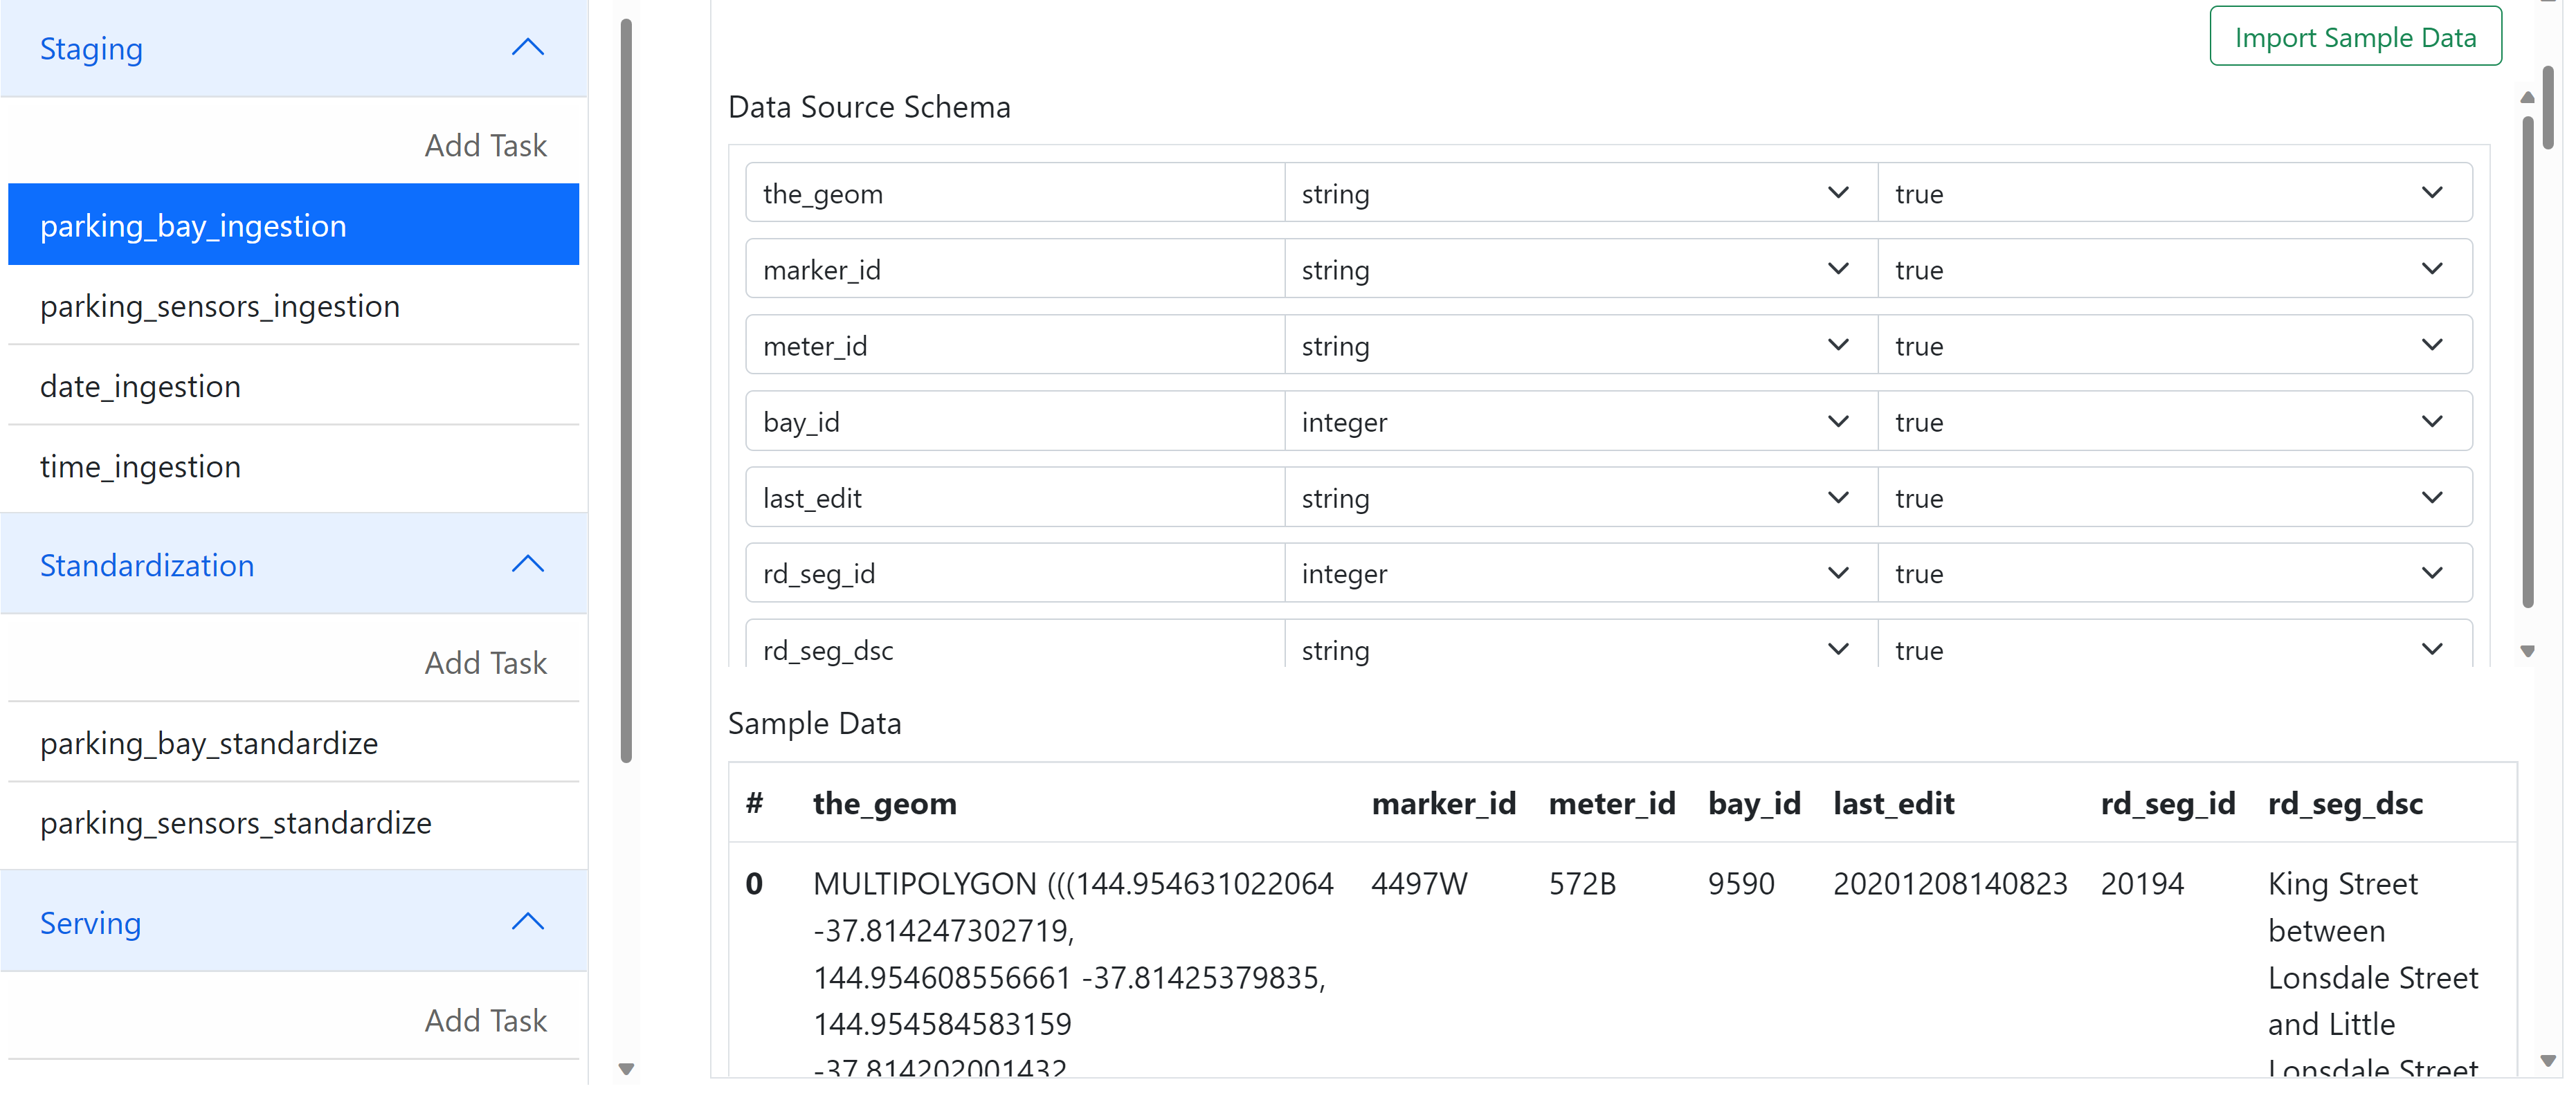 Staging
Add Task
parking_bay_ingestion
parking_sensors_ingestion
date_ingestion
time_ingestion
Standardization
Add Task
parking_bay_standardize
parking_sensors_standardize
Serving
Add Task
Import Sample Data
Data Source Schema
the_geom string true
marker_id string true
meter_id string true
bay_id integer true
last_edit string true
rd_seg_id integer true
rd_seg_dsc string true
Sample Data
# the_geom marker_id meter_id bay_id last_edit rd_seg_id rd_seg_dsc
0 MULTIPOLYGON (((144.954631022064 4497W 572B 9590 20201208140823 20194 King Street
-37.814247302719, between
144.954608556661 -37.81425379835, Lonsdale Street
144.954584583159 and Little
-37.814202001432 Lonsdale Street